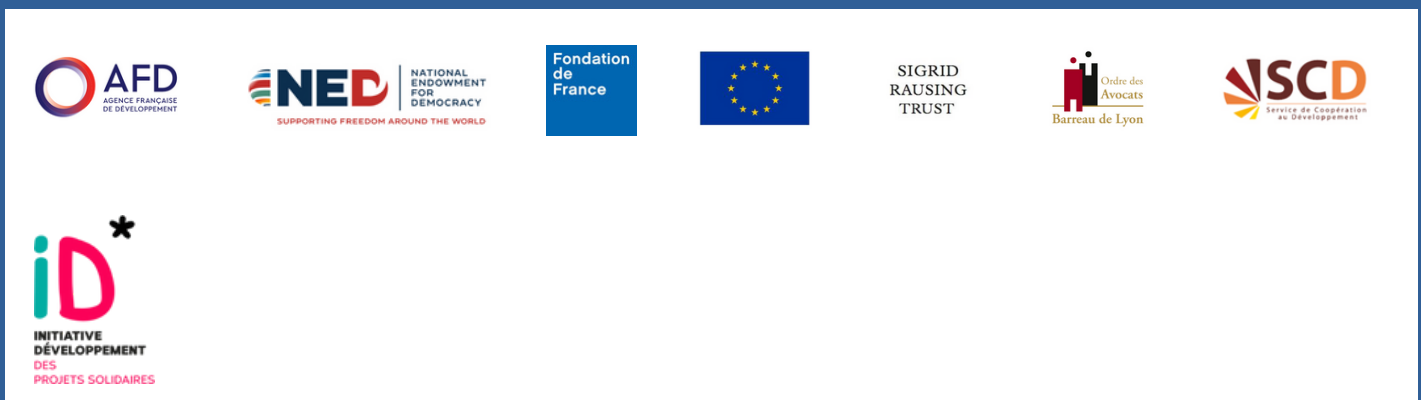 AFD
AGENCE FRANÇAISE
DE DÉVELOPPEMENT
NED
NATIONAL
ENDOWMENT
FOR
DEMOCRACY
SUPPORTING FREEDOM AROUND THE WORLD
Fondation
de
France
SIGRID
RAUSING
TRUST
Ordre des
Avocats
Barreau de Lyon
SCD
Service de Coopération
au Développement
iD*
INITIATIVE
DÉVELOPPEMENT
DES
PROJETS SOLIDAIRES